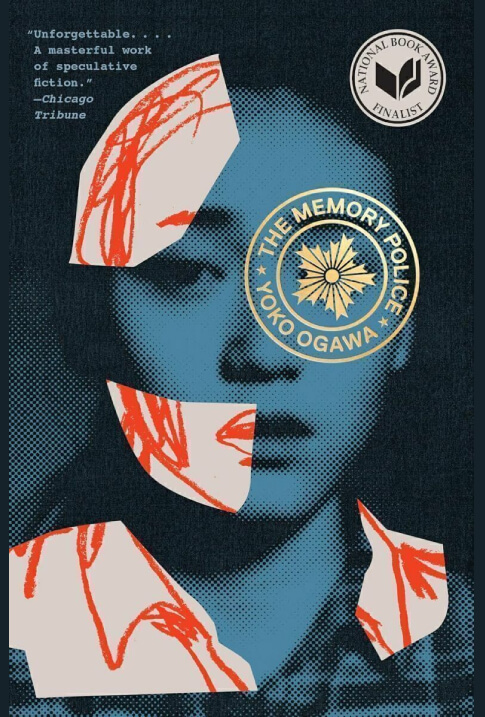 “Unforgettable. . . .
A masterful work
of speculative
fiction.”
—Chicago
Tribune
NATIONAL BOOK AWARD
FINALIST
THE MEMORY POLICE
★ YOKO OGAWA ★